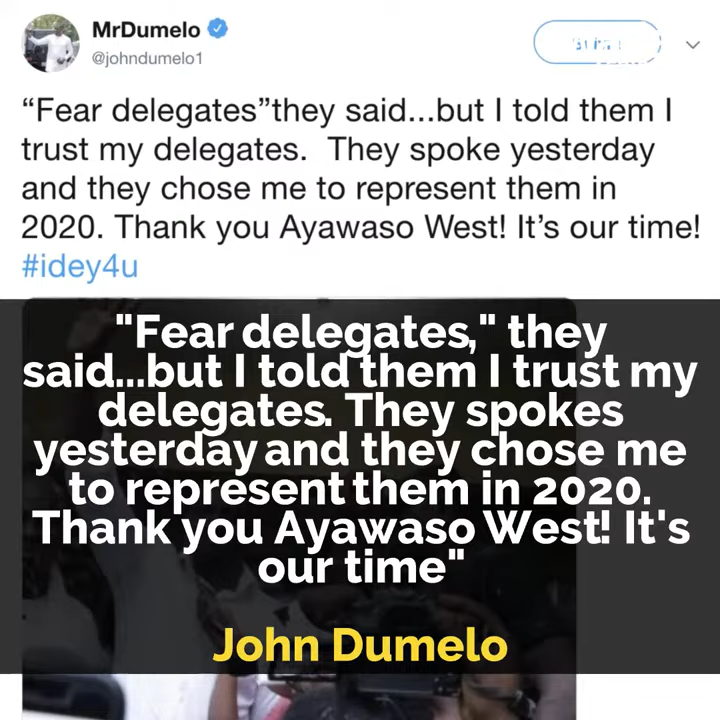 MrDumelo
@johndumelo1
“Fear delegates”they said...but I told them I
trust my delegates.  They spoke yesterday
and they chose me to represent them in
2020. Thank you Ayawaso West! It’s our time!
#idey4u
"Fear delegates," they
said...but I told them I trust my
delegates. They spokes
yesterday and they chose me
to represent them in 2020.
Thank you Ayawaso West! It's
our time"
John Dumelo